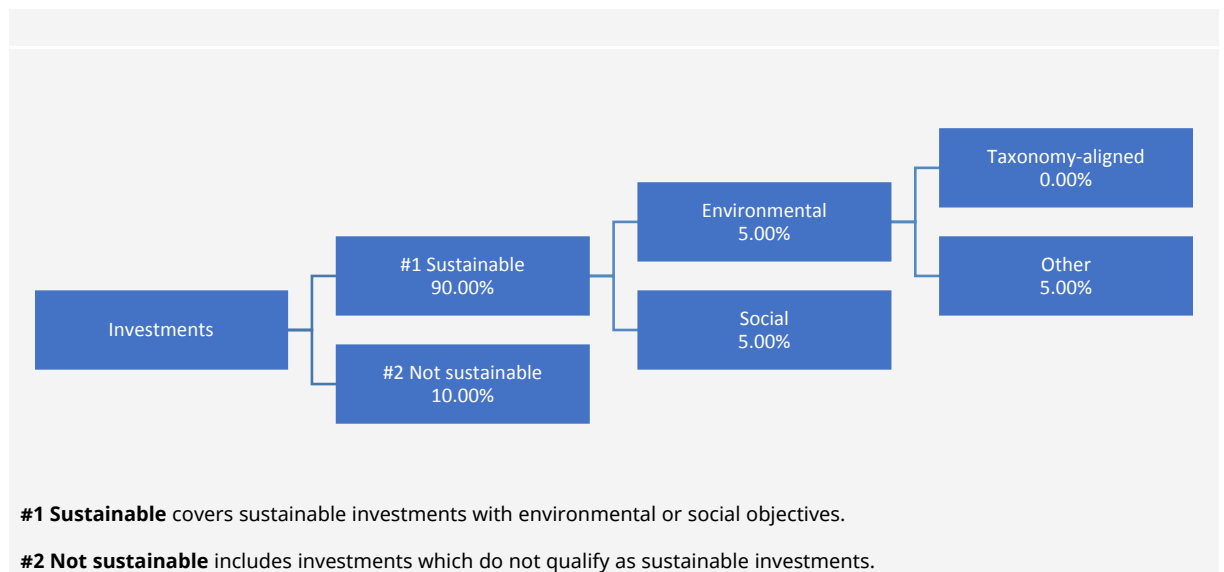 Investments
#1 Sustainable
90.00%
#2 Not sustainable
10.00%
Environmental
5.00%
Social
5.00%
Taxonomy-aligned
0.00%
Other
5.00%
#1 Sustainable covers sustainable investments with environmental or social objectives.
#2 Not sustainable includes investments which do not qualify as sustainable investments.